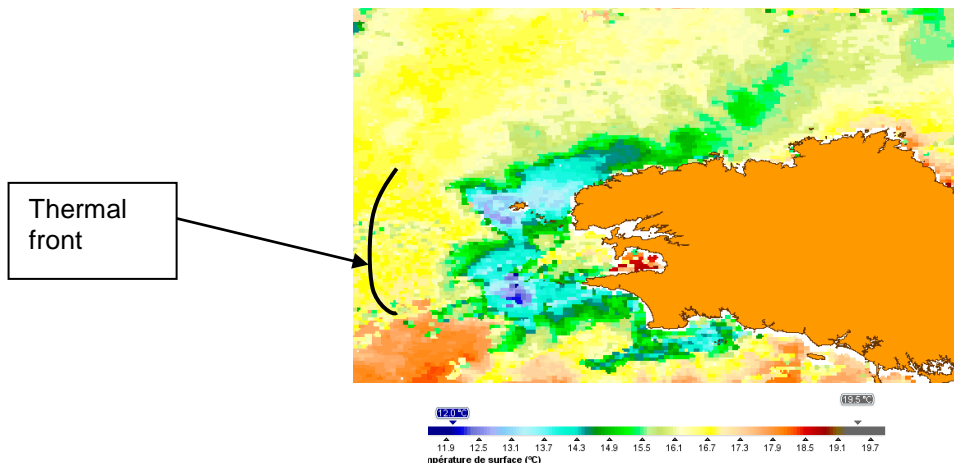 Thermal
front
12.0 °C
19.5 °C
11.9 12.5 13.1 13.7 14.3 14.9 15.5 16.1 16.7 17.3 17.9 18.5 19.1 19.7
mpérature de surface (°C)